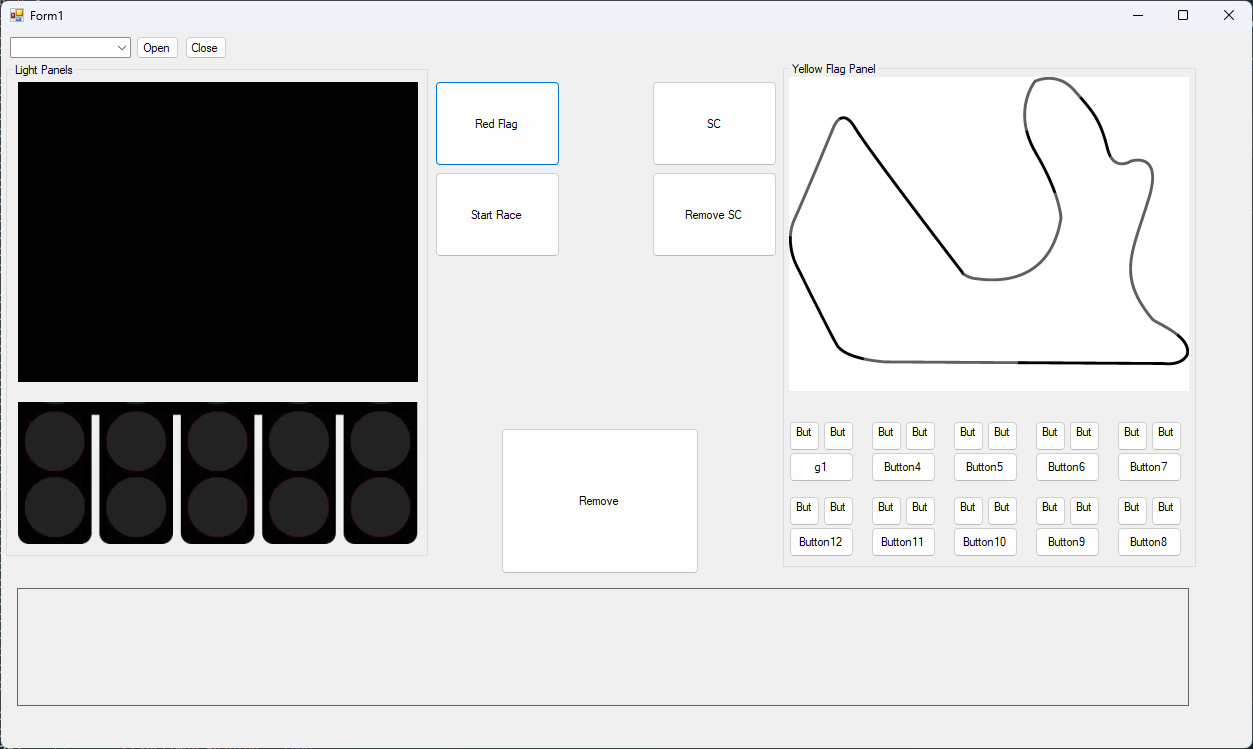 Form1
Open Close
Light Panels
Yellow Flag Panel
Red Flag
SC
Start Race
Remove SC
Remove
But But But But But But But But But But
g1 Button4 Button5 Button6 Button7
But But But But But But But But But But
Button12 Button11 Button10 Button9 Button8